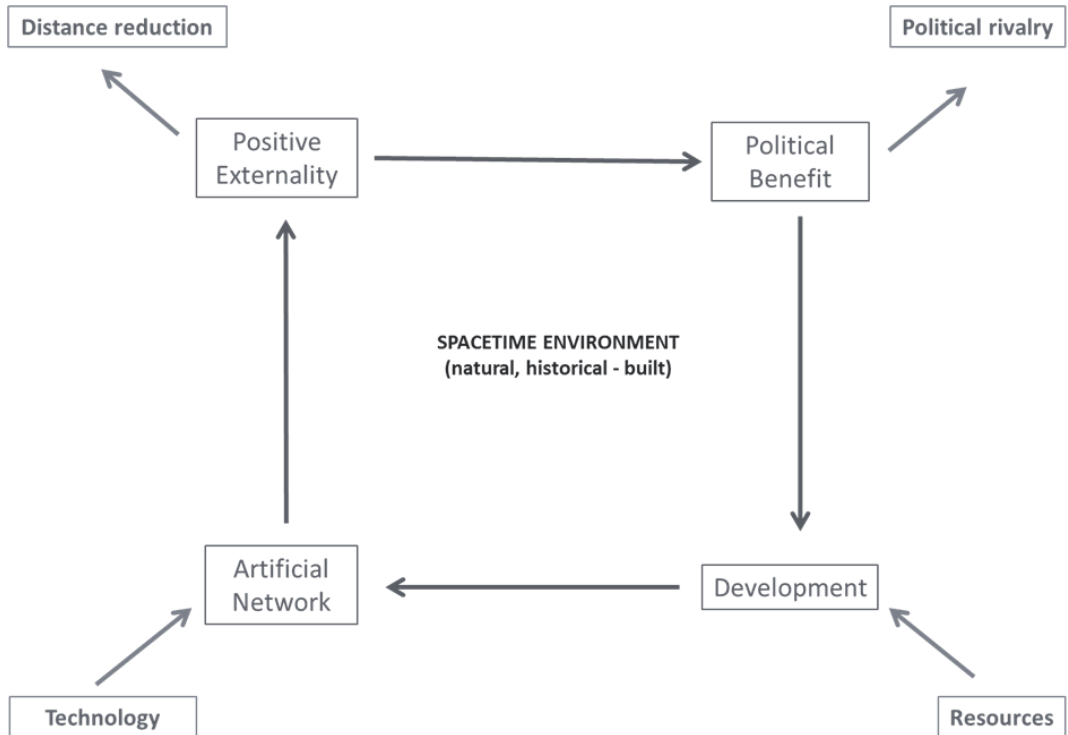 Distance reduction
Political rivalry
Positive
Externality
Political
Benefit
SPACETIME ENVIRONMENT
(natural, historical - built)
Artificial
Network
Development
Technology
Resources